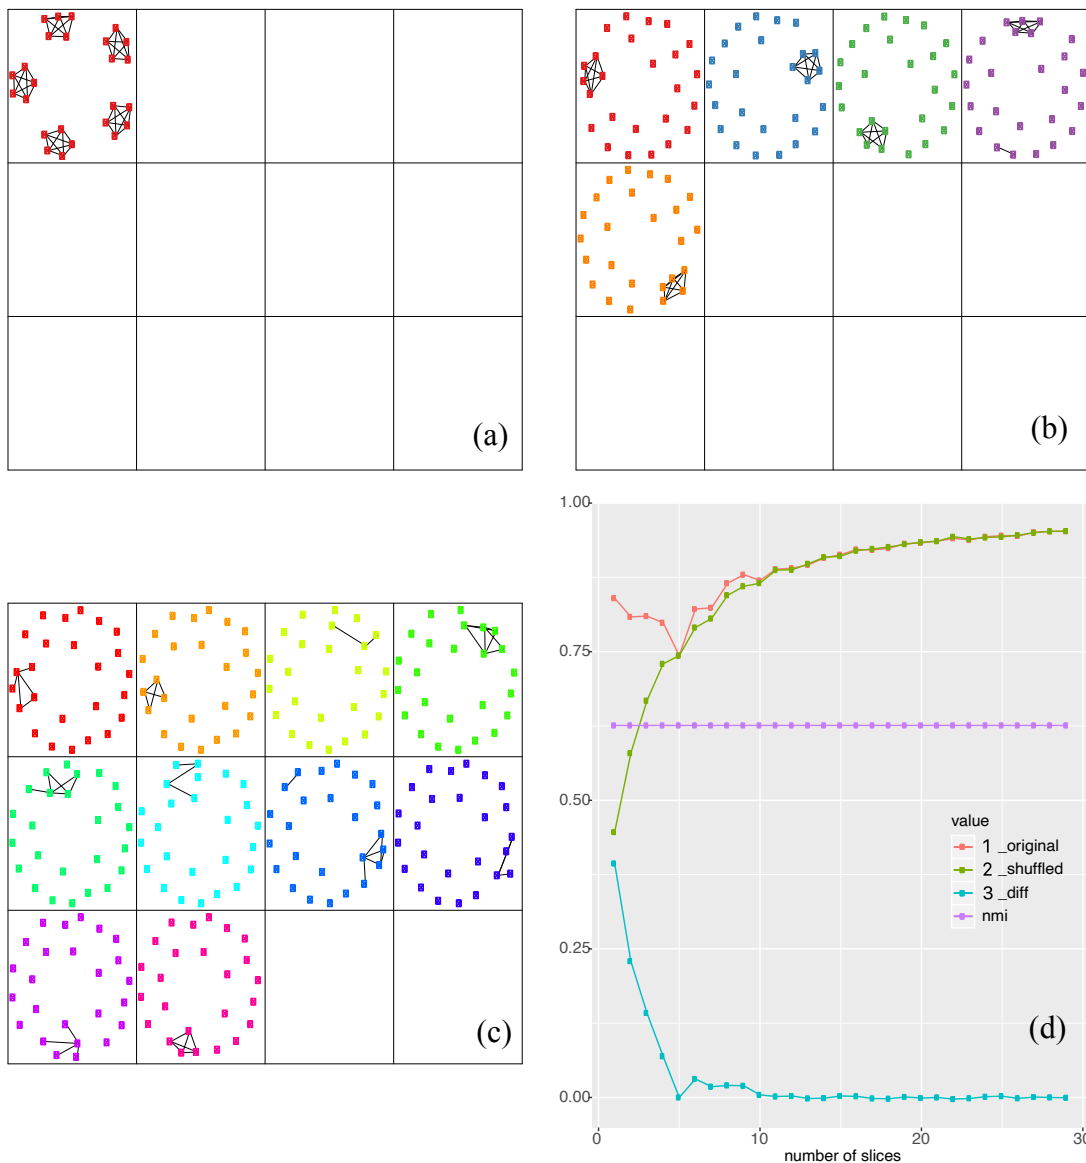 (a)
(b)
(c)
1.00
0.75
0.50
0.25
0.00
value
1 _original
2 _shuffled
3 _diff
nmi
(d)
0 10 20 30
number of slices